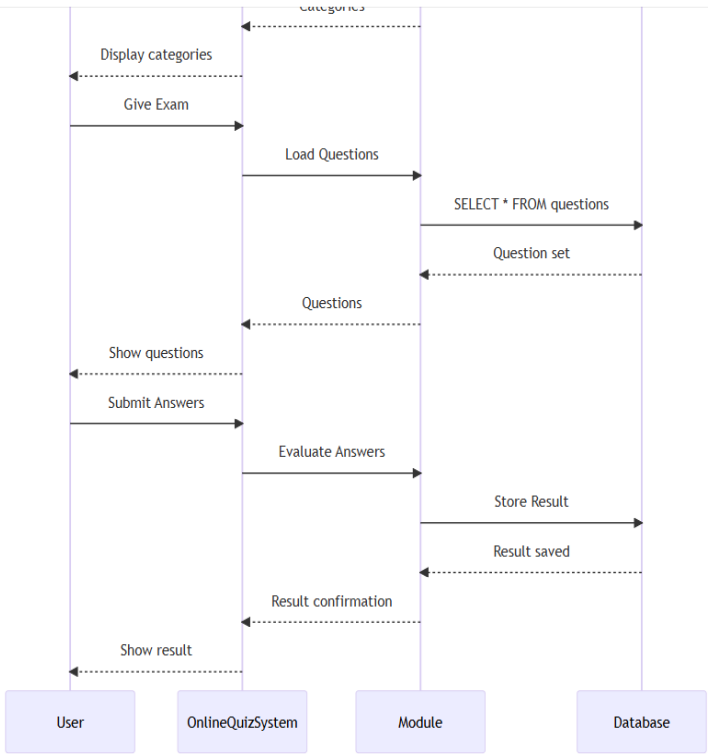 Categories
Display categories
Give Exam
Load Questions
SELECT * FROM questions
Question set
Questions
Show questions
Submit Answers
Evaluate Answers
Store Result
Result saved
Result confirmation
Show result
User
OnlineQuizSystem
Module
Database